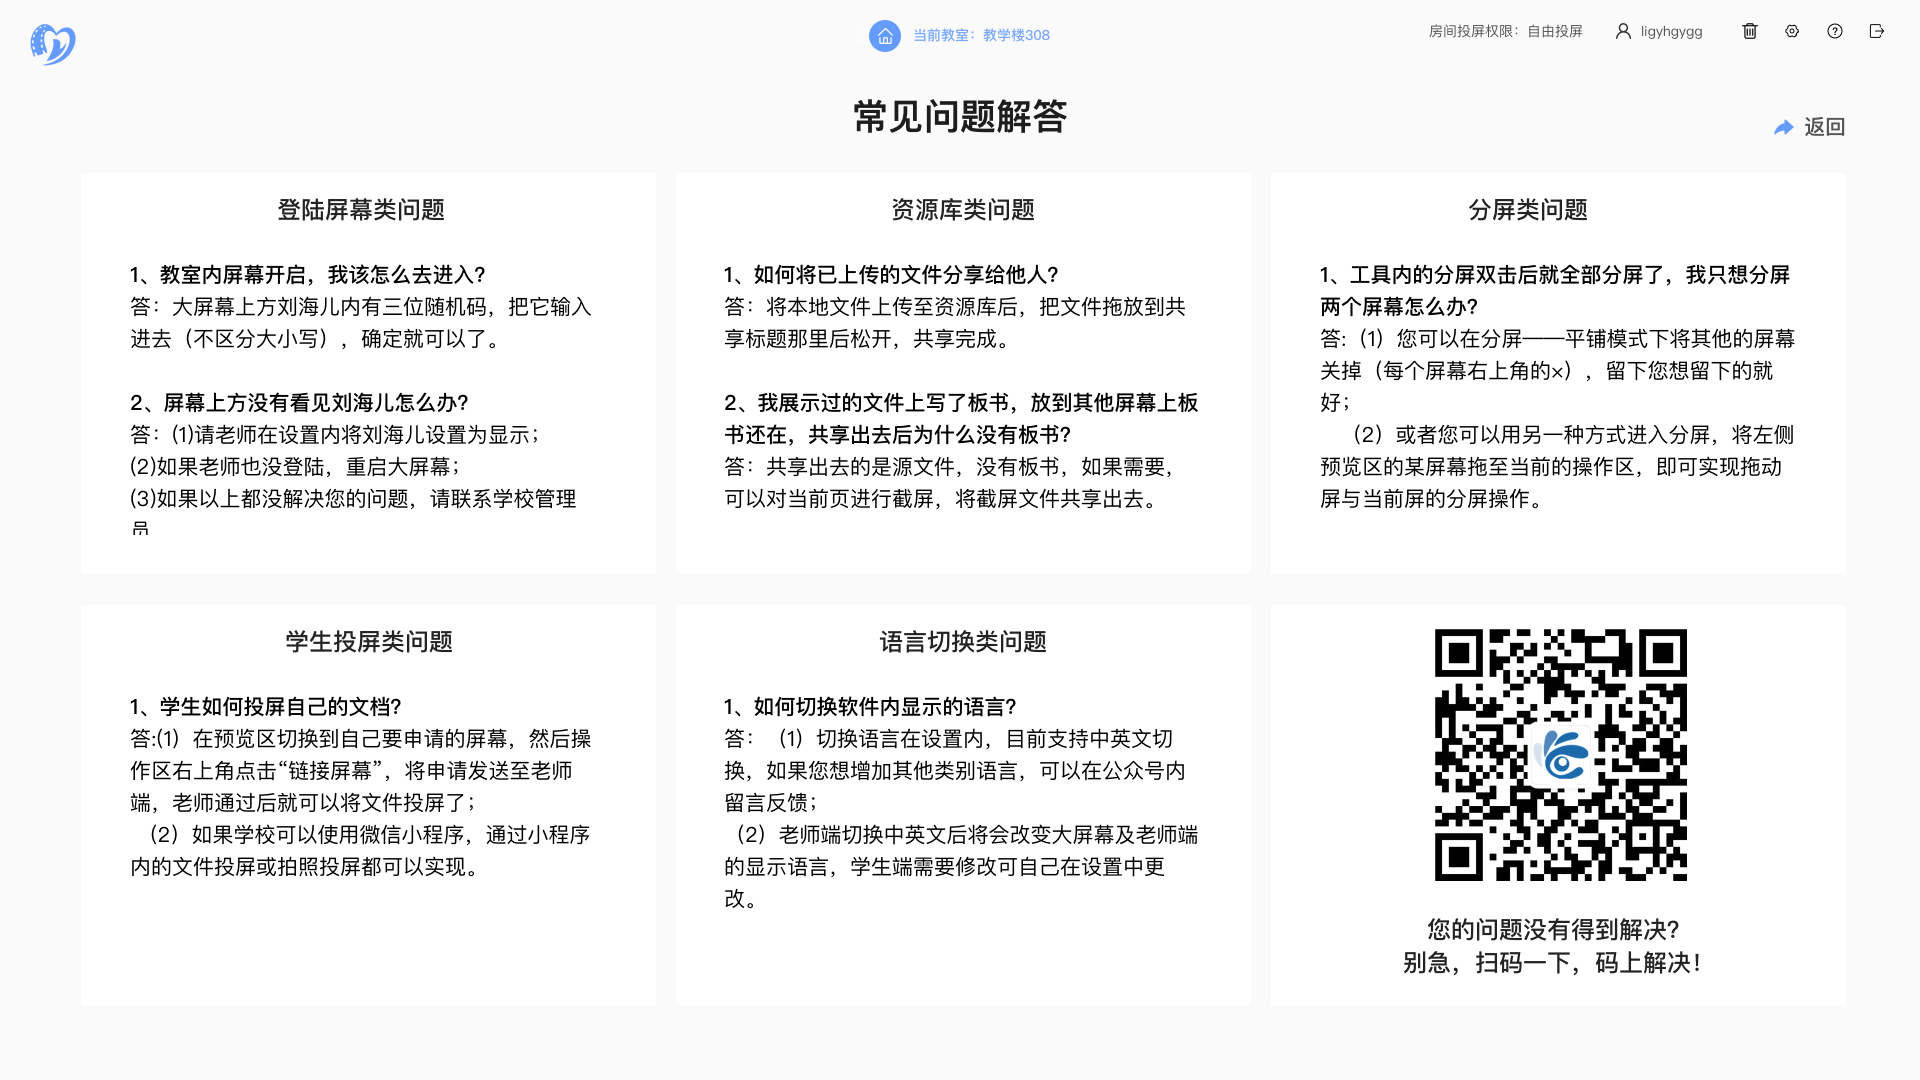 当前教室：教学楼308
房间投屏权限：自由投屏
ligyhgygg
常见问题解答
返回
登陆屏幕类问题
1、教室内屏幕开启，我该怎么去进入？
答：大屏幕上方刘海儿内有三位随机码，把它输入
进去（不区分大小写），确定就可以了。
2、屏幕上方没有看见刘海儿怎么办？
答：(1)请老师在设置内将刘海儿设置为显示；
(2)如果老师也没登陆，重启大屏幕；
(3)如果以上都没解决您的问题，请联系学校管理
员
资源库类问题
1、如何将已上传的文件分享给他人？
答：将本地文件上传至资源库后，把文件拖放到共
享标题那里后松开，共享完成。
2、我展示过的文件上写了板书，放到其他屏幕上板
书还在，共享出去后为什么没有板书？
答：共享出去的是源文件，没有板书，如果需要，
可以对当前页进行截屏，将截屏文件共享出去。
分屏类问题
1、工具内的分屏双击后就全部分屏了，我只想分屏
两个屏幕怎么办？
答:（1）您可以在分屏——平铺模式下将其他的屏幕
关掉（每个屏幕右上角的×），留下您想留下的就
好；
（2）或者您可以用另一种方式进入分屏，将左侧
预览区的某屏幕拖至当前的操作区，即可实现拖动
屏与当前屏的分屏操作。
学生投屏类问题
1、学生如何投屏自己的文档？
答:(1）在预览区切换到自己要申请的屏幕，然后操
作区右上角点击“链接屏幕”，将申请发送至老师
端，老师通过后就可以将文件投屏了；
（2）如果学校可以使用微信小程序，通过小程序
内的文件投屏或拍照投屏都可以实现。
语言切换类问题
1、如何切换软件内显示的语言？
答：（1）切换语言在设置内，目前支持中英文切
换，如果您想增加其他类别语言，可以在公众号内
留言反馈；
（2）老师端切换中英文后将会改变大屏幕及老师端
的显示语言，学生端需要修改可自己在设置中更
改。
您的问题没有得到解决？
别急，扫码一下，码上解决！